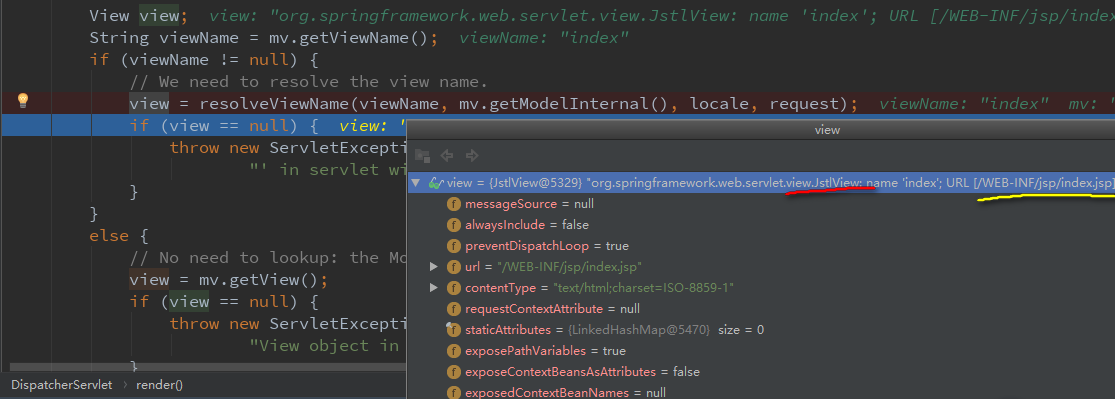 View view;  view: "org.springframework.web.servlet.view.JstlView: name 'index'; URL [/WEB-INF/jsp/index
String viewName = mv.getViewName();  viewName: "index"
if (viewName != null) {
// We need to resolve the view name.
view = resolveViewName(viewName, mv.getModelInternal(), locale, request);  viewName: "index"  mv: "
if (view == null) {  view: "
throw new ServletExcepti
"' in servlet wi
}
}
else {
// No need to lookup: the Mo
view = mv.getView();
if (view == null) {
throw new ServletExcepti
"View object in
}
DispatcherServlet › render()
view
view = {JstlView@5329} "org.springframework.web.servlet.view.JstlView: name 'index'; URL [/WEB-INF/jsp/index.jsp]
f messageSource = null
f alwaysInclude = false
f preventDispatchLoop = true
f url = "/WEB-INF/jsp/index.jsp"
f contentType = "text/html;charset=ISO-8859-1"
f requestContextAttribute = null
f staticAttributes = {LinkedHashMap@5470}  size = 0
f exposePathVariables = true
f exposeContextBeansAsAttributes = false
f exposedContextBeanNames = null